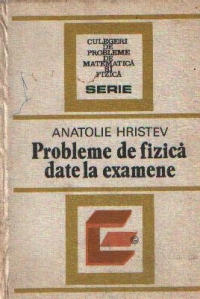 CULEGERI
DE
PROBLEME
DE
MATEMATICĂ
ȘI
FIZICĂ
SERIE
ANATOLIE HRISTEV
Probleme de fizică
date la examene